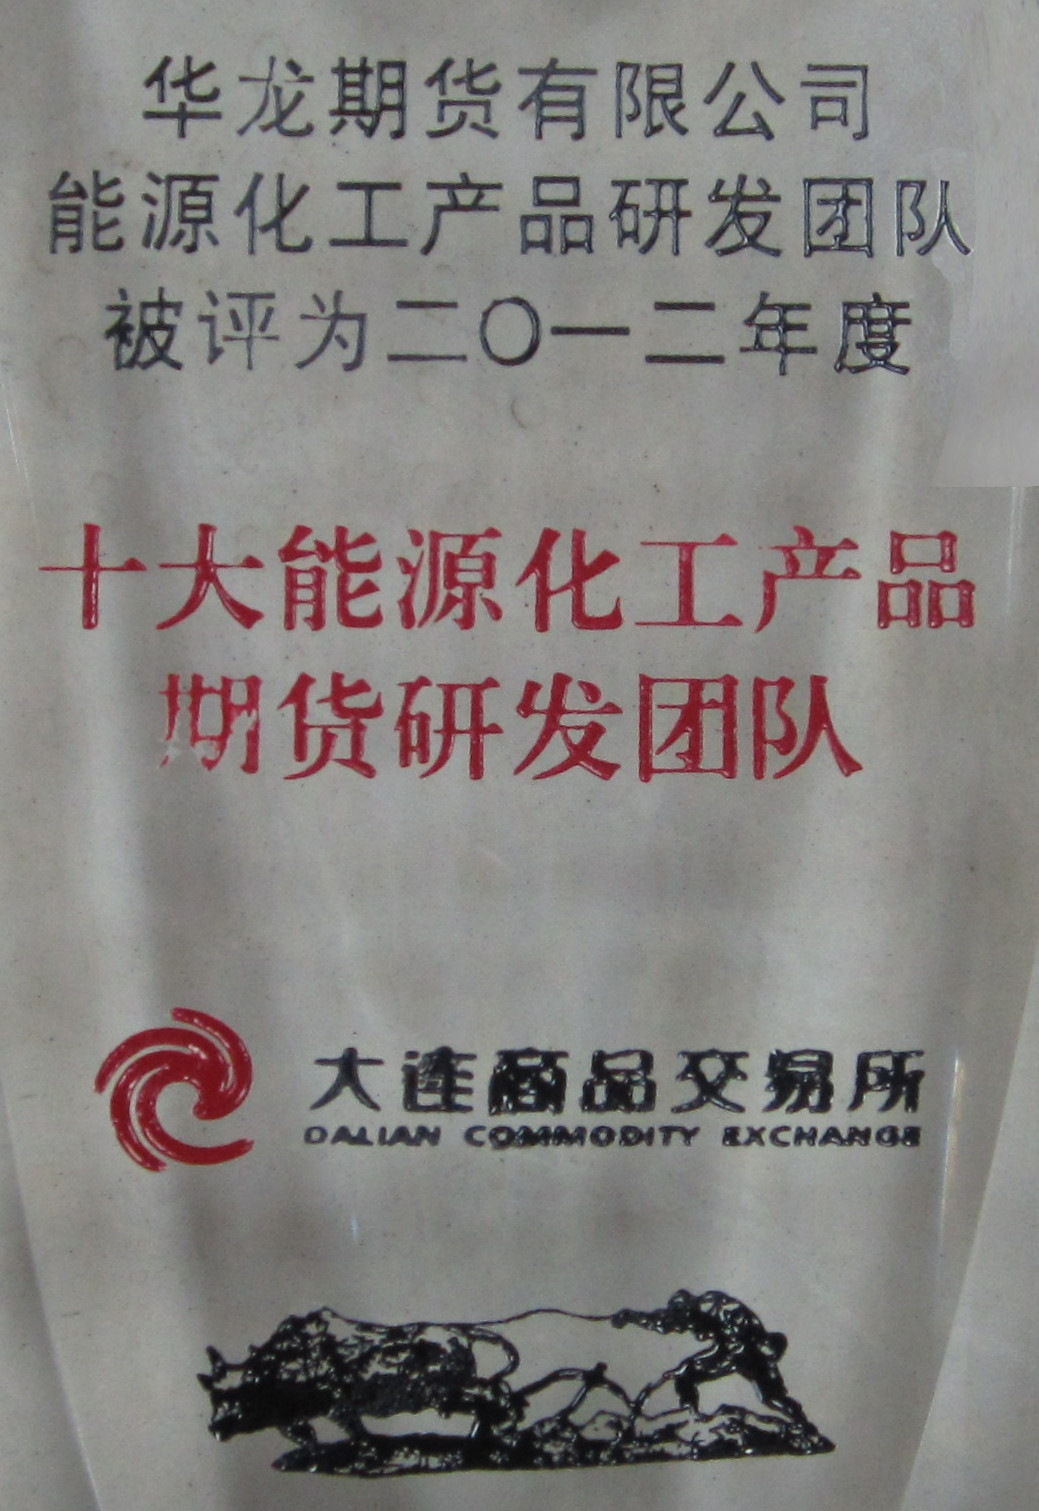 华龙期货有限公司
能源化工产品研发团队
被评为二〇一二年度
十大能源化工产品
期货研发团队
大连商品交易所
DALIAN COMMODITY EXCHANGE